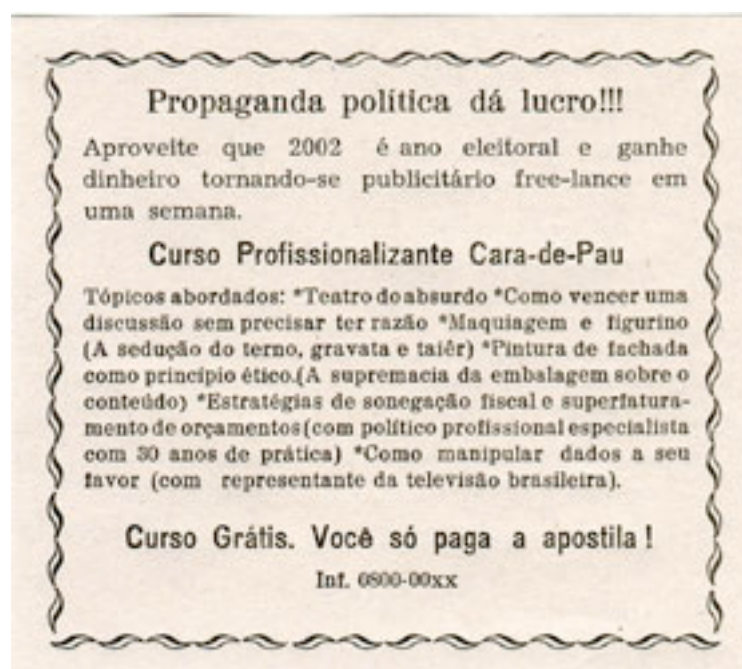 Propaganda política dá lucro!!!
Aproveite que 2002 é ano eleitoral e ganhe
dinheiro tornando-se publicitário free-lance em
uma semana.
Curso Profissionalizante Cara-de-Pau
Tópicos abordados: *Teatro do absurdo *Como vencer uma
discussão sem precisar ter razão *Maquiagem e figurino
(A sedução do terno, gravata e taiêr) *Pintura de fachada
como princípio ético.(A supremacia da embalagem sobre o
conteúdo) *Estratégias de sonegação fiscal e superfatura-
mento de orçamentos(com político profissional especialista
com 30 anos de prática) *Como manipular dados a seu
favor (com representante da televisão brasileira).
Curso Grátis. Você só paga a apostila !
Inf. 0800-00xx